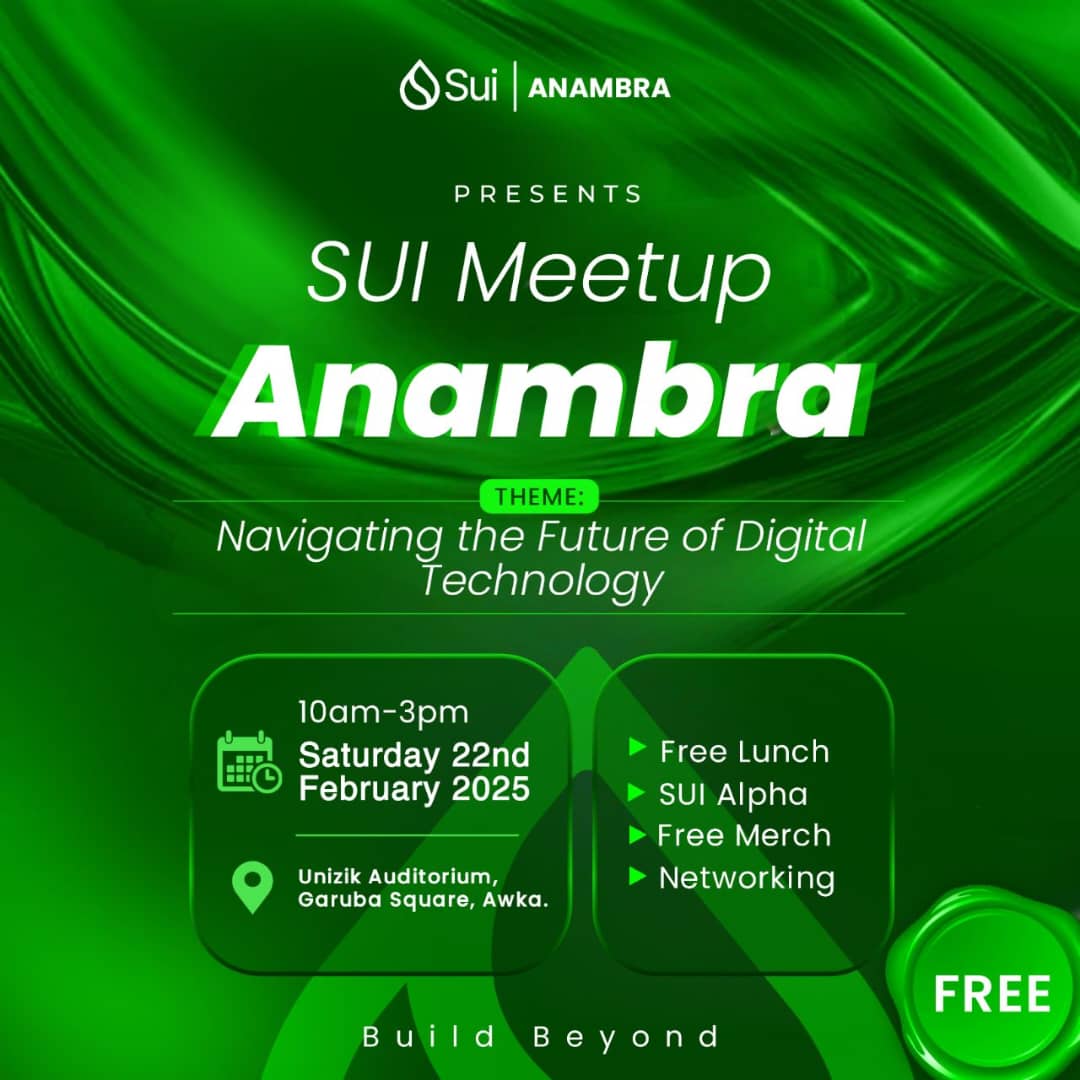 Sui | ANAMBRA
PRESENTS
SUI Meetup
Anambra
THEME:
Navigating the Future of Digital
Technology
10am-3pm
Saturday 22nd
February 2025
Unizik Auditorium,
Garuba Square, Awka.
Free Lunch
SUI Alpha
Free Merch
Networking
FREE
Build Beyond